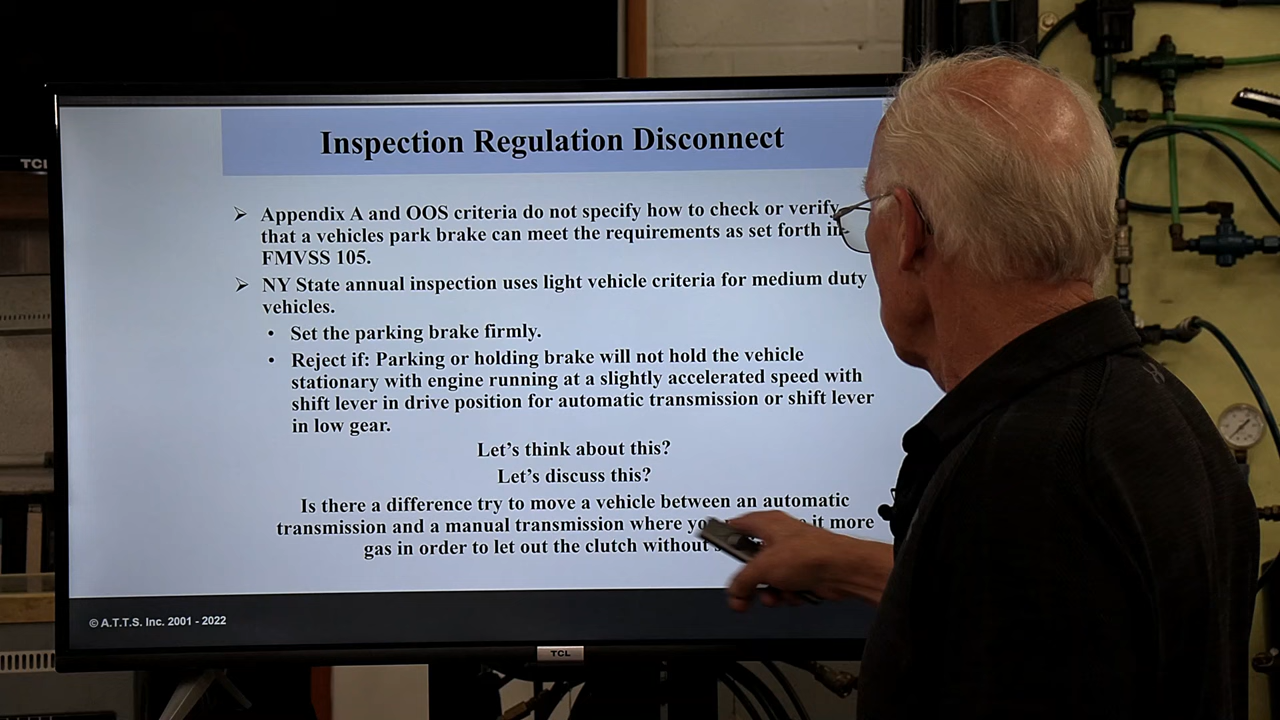 TCL
Inspection Regulation Disconnect
➢ Appendix A and OOS criteria do not specify how to check or verify
that a vehicles park brake can meet the requirements as set forth in
FMVSS 105.
➢ NY State annual inspection uses light vehicle criteria for medium duty
vehicles.
• Set the parking brake firmly.
• Reject if: Parking or holding brake will not hold the vehicle
stationary with engine running at a slightly accelerated speed with
shift lever in drive position for automatic transmission or shift lever
in low gear.
Let's think about this?
Let's discuss this?
Is there a difference try to move a vehicle between an automatic
transmission and a manual transmission where it more
gas in order to let out the clutch without
© A.T.T.S. Inc. 2001 - 2022
TCL